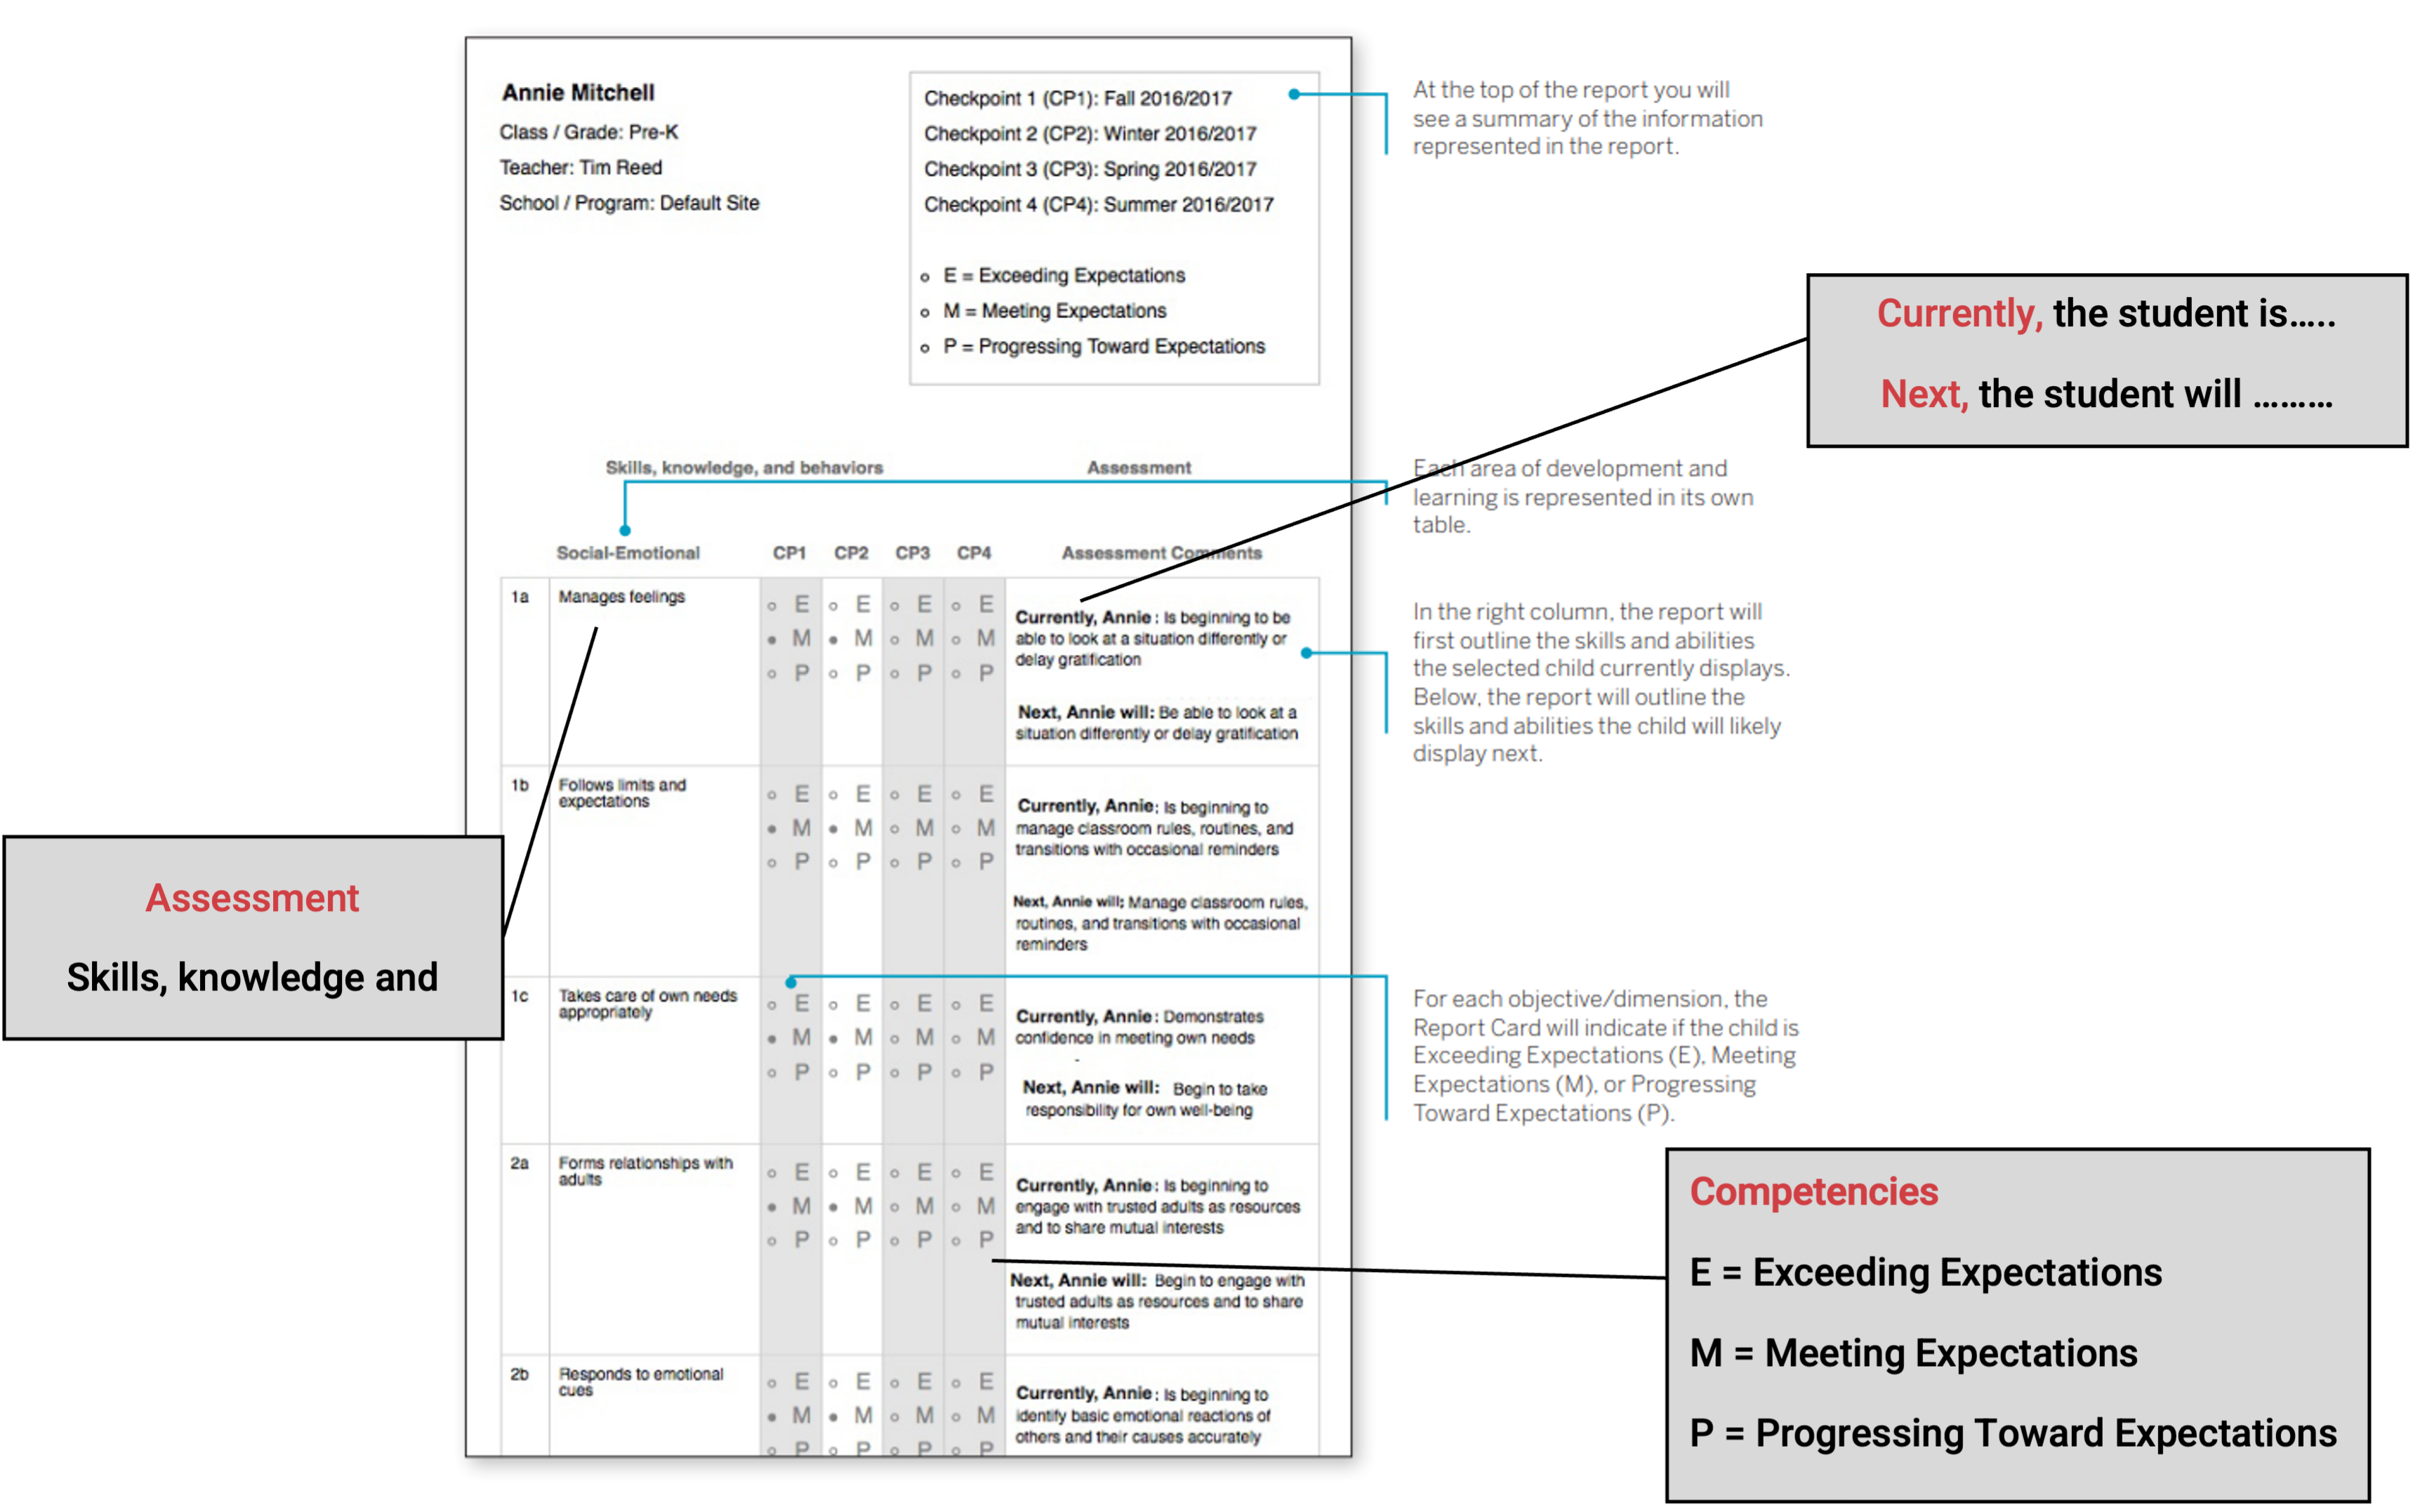 Annie Mitchell
Class / Grade: Pre-K
Teacher: Tim Reed
School / Program: Default Site
Checkpoint 1 (CP1): Fall 2016/2017
Checkpoint 2 (CP2): Winter 2016/2017
Checkpoint 3 (CP3): Spring 2016/2017
Checkpoint 4 (CP4): Summer 2016/2017
E = Exceeding Expectations
M = Meeting Expectations
P = Progressing Toward Expectations
At the top of the report you will
see a summary of the information
represented in the report.
Currently, the student is.....
Next, the student will .........
Skills, knowledge, and behaviors Assessment
Each area of development and
learning is represented in its own
table.
Social-Emotional CP1 CP2 CP3 CP4 Assessment Comments
1a Manages feelings
E E E E
M M M M
P P P P
Currently, Annie : Is beginning to be
able to look at a situation differently or
delay gratification
Next, Annie will: Be able to look at a
situation differently or delay gratification
In the right column, the report will
first outline the skills and abilities
the selected child currently displays.
Below, the report will outline the
skills and abilities the child will likely
display next.
1b Follows limits and
expectations
E E E E
M M M M
P P P P
Currently, Annie: Is beginning to
manage classroom rules, routines, and
transitions with occasional reminders
Next, Annie will: Manage classroom rules,
routines, and transitions with occasional
reminders
Assessment
Skills, knowledge and
1c Takes care of own needs
appropriately
E E E E
M M M M
P P P P
Currently, Annie : Demonstrates
confidence in meeting own needs
-
Next, Annie will: Begin to take
responsibility for own well-being
For each objective/dimension, the
Report Card will indicate if the child is
Exceeding Expectations (E), Meeting
Expectations (M), or Progressing
Toward Expectations (P).
2a Forms relationships with
adults
E E E E
M M M M
P P P P
Currently, Annie : Is beginning to
engage with trusted adults as resources
and to share mutual interests
Next, Annie will: Begin to engage with
trusted adults as resources and to share
mutual interests
Competencies
E = Exceeding Expectations
M = Meeting Expectations
P = Progressing Toward Expectations
2b Responds to emotional
cues
E E E E
M M M M
P P P P
Currently, Annie : Is beginning to
identify basic emotional reactions of
others and their causes accurately